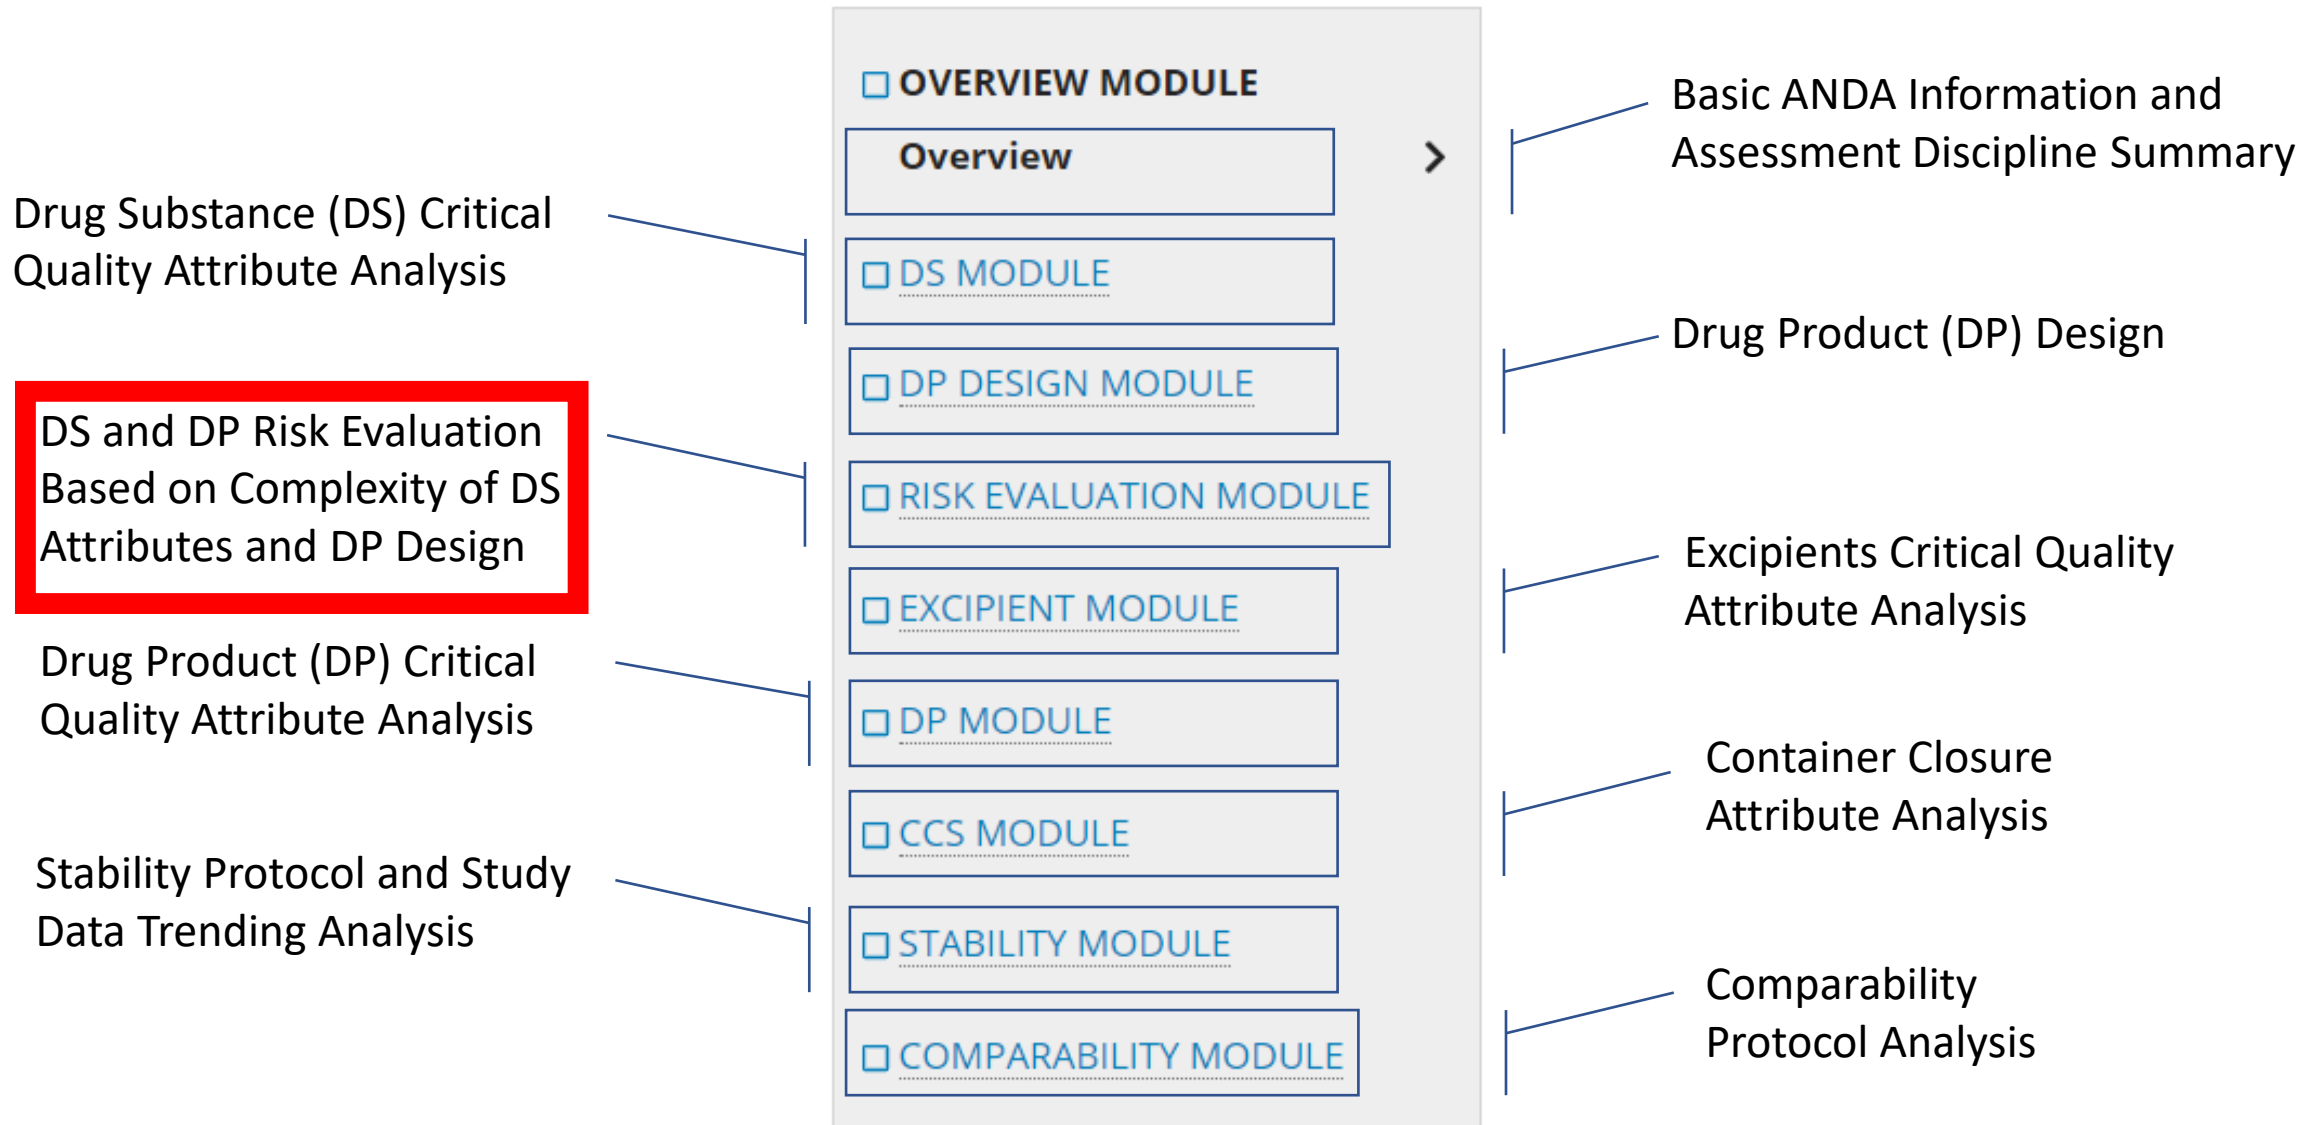 OVERVIEW MODULE
Overview
Basic ANDA Information and
Assessment Discipline Summary
Drug Substance (DS) Critical
Quality Attribute Analysis
DS MODULE
Drug Product (DP) Design
DP DESIGN MODULE
DS and DP Risk Evaluation
Based on Complexity of DS
Attributes and DP Design
RISK EVALUATION MODULE
Excipients Critical Quality
Attribute Analysis
EXCIPIENT MODULE
Drug Product (DP) Critical
Quality Attribute Analysis
DP MODULE
Container Closure
Attribute Analysis
CCS MODULE
Stability Protocol and Study
Data Trending Analysis
STABILITY MODULE
Comparability
Protocol Analysis
COMPARABILITY MODULE